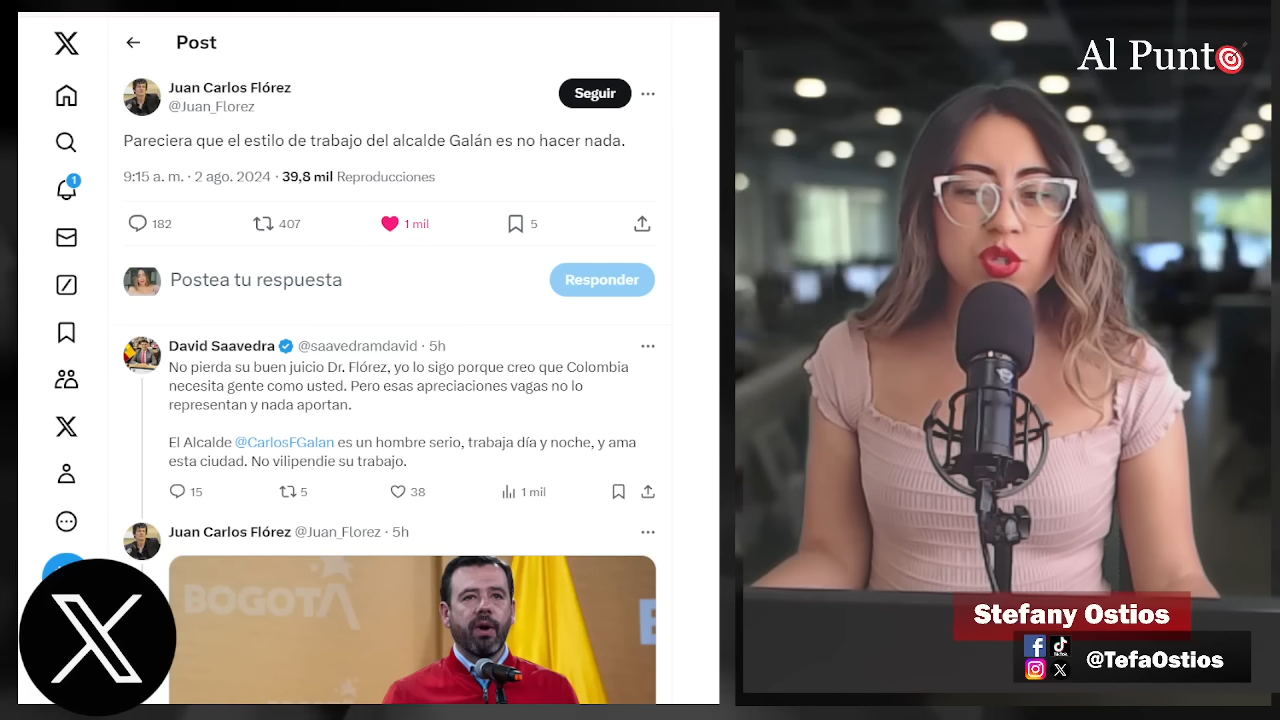 Post
Juan Carlos Flórez
@Juan_Florez
Seguir
Pareciera que el estilo de trabajo del alcalde Galán es no hacer nada.
9:15 a. m. · 2 ago. 2024 · 39,8 mil Reproducciones
182
407
1 mil
5
Postea tu respuesta
Responder
David Saavedra @saavedramdavid · 5h
No pierda su buen juicio Dr. Flórez, yo lo sigo porque creo que Colombia
necesita gente como usted. Pero esas apreciaciones vagas no lo
representan y nada aportan.
El Alcalde @CarlosFGalan es un hombre serio, trabaja día y noche, y ama
esta ciudad. No vilipendie su trabajo.
15
5
38
1 mil
Juan Carlos Flórez @Juan_Florez · 5h
BOGOTÁ
1
Al Punto
Stefany Ostios
@TefaOstios